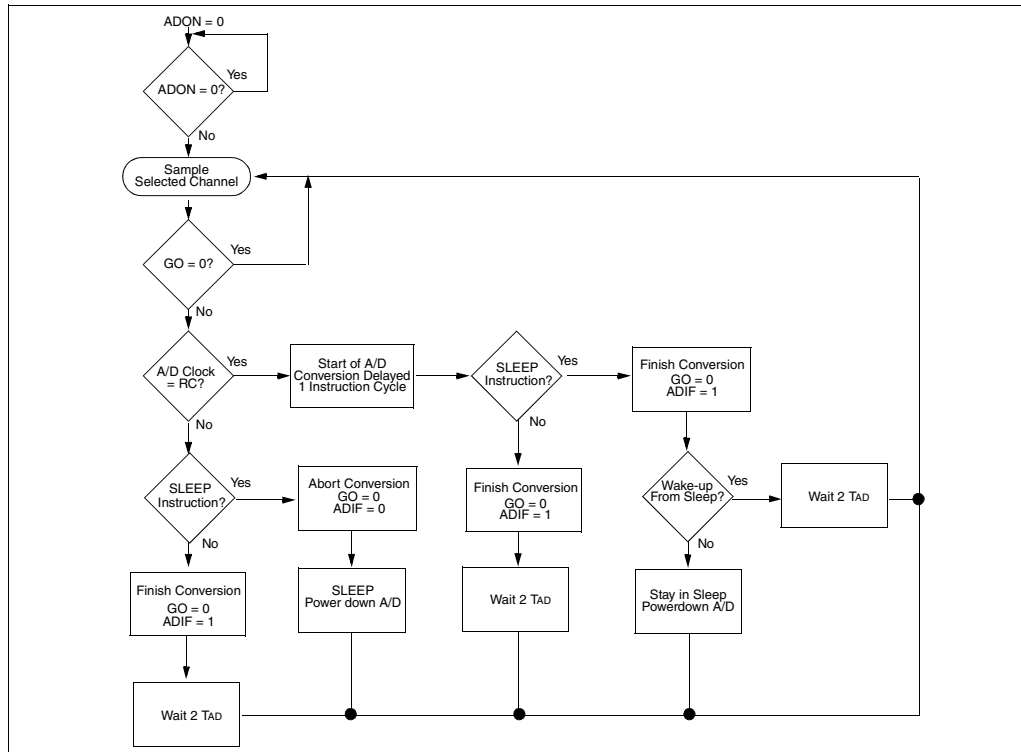 ADON = 0
Yes
ADON = 0?
No
Sample
Selected Channel
Yes
GO = 0?
No
A/D Clock
= RC?
Yes
Start of A/D
Conversion Delayed
1 Instruction Cycle
SLEEP
Instruction?
Yes
Finish Conversion
GO = 0
ADIF = 1
No
No
SLEEP
Instruction?
Yes
Abort Conversion
GO = 0
ADIF = 0
Finish Conversion
GO = 0
ADIF = 1
Wake-up
From Sleep?
Yes
Wait 2 TAD
No
No
Finish Conversion
GO = 0
ADIF = 1
SLEEP
Power down A/D
Wait 2 TAD
Stay in Sleep
Powerdown A/D
Wait 2 TAD